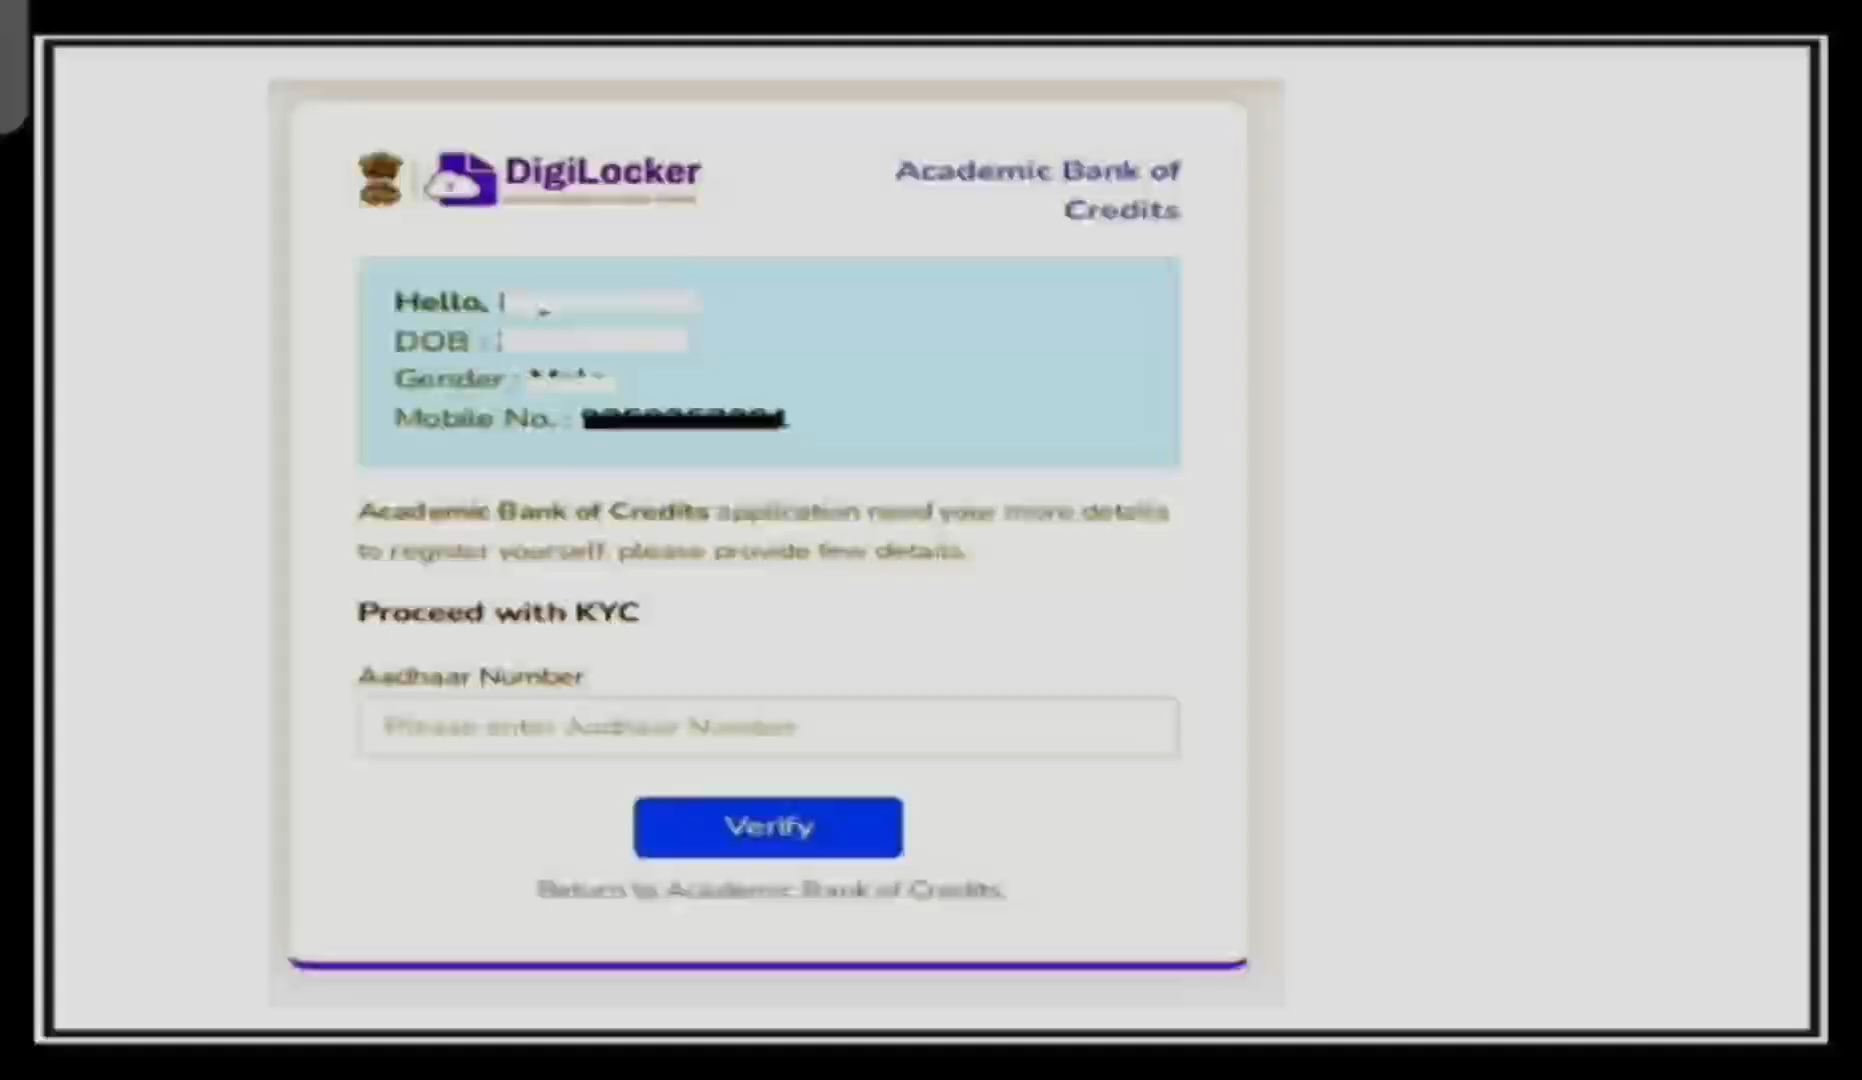 DigiLocker
Academic Bank of
Credits
Hello,
DOB :
Gender :
Mobile No. :
Academic Bank of Credits application need your more details
to register yourself, please provide few details.
Proceed with KYC
Aadhaar Number
Please enter Aadhaar Number
Verify
Return to Academic Bank of Credits.